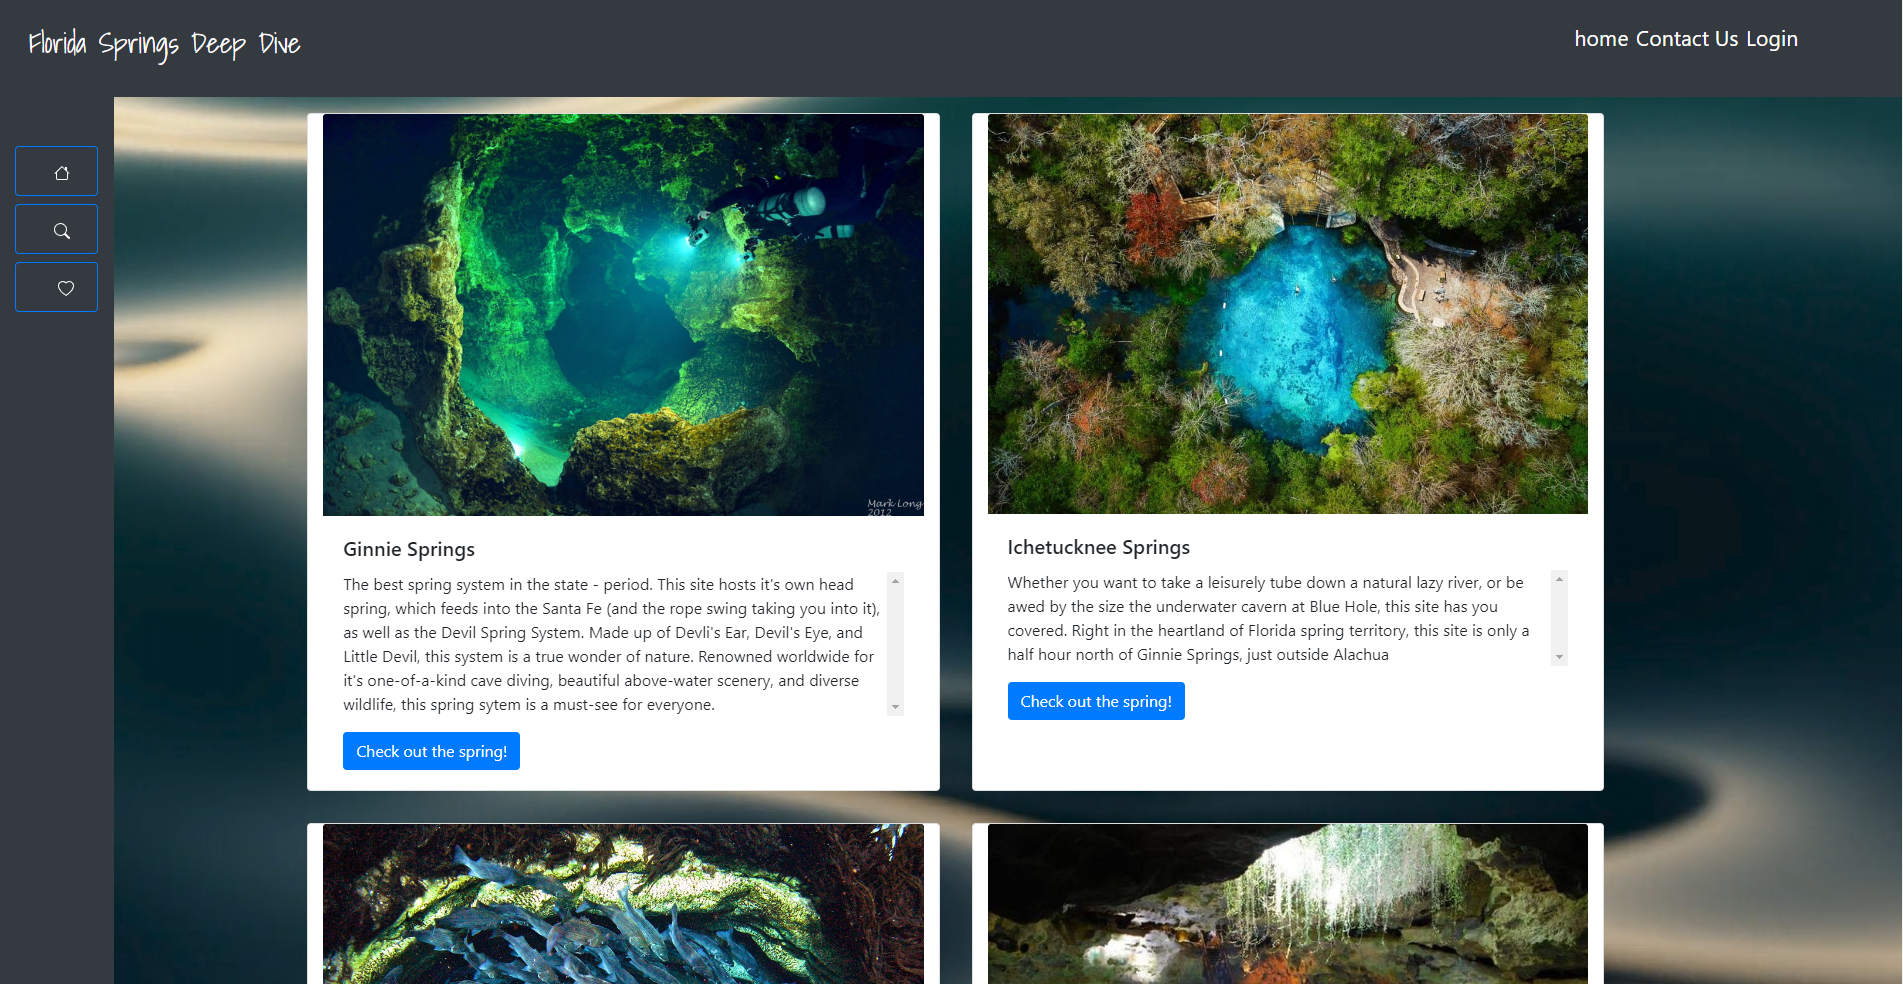 Florida Springs Deep Dive
home Contact Us Login
Mark Long
2012
Ginnie Springs
The best spring system in the state - period. This site hosts it's own head
spring, which feeds into the Santa Fe (and the rope swing taking you into it),
as well as the Devil Spring System. Made up of Devli's Ear, Devil's Eye, and
Little Devil, this system is a true wonder of nature. Renowned worldwide for
it's one-of-a-kind cave diving, beautiful above-water scenery, and diverse
wildlife, this spring sytem is a must-see for everyone.
Check out the spring!
Ichetucknee Springs
Whether you want to take a leisurely tube down a natural lazy river, or be
awed by the size the underwater cavern at Blue Hole, this site has you
covered. Right in the heartland of Florida spring territory, this site is only a
half hour north of Ginnie Springs, just outside Alachua
Check out the spring!